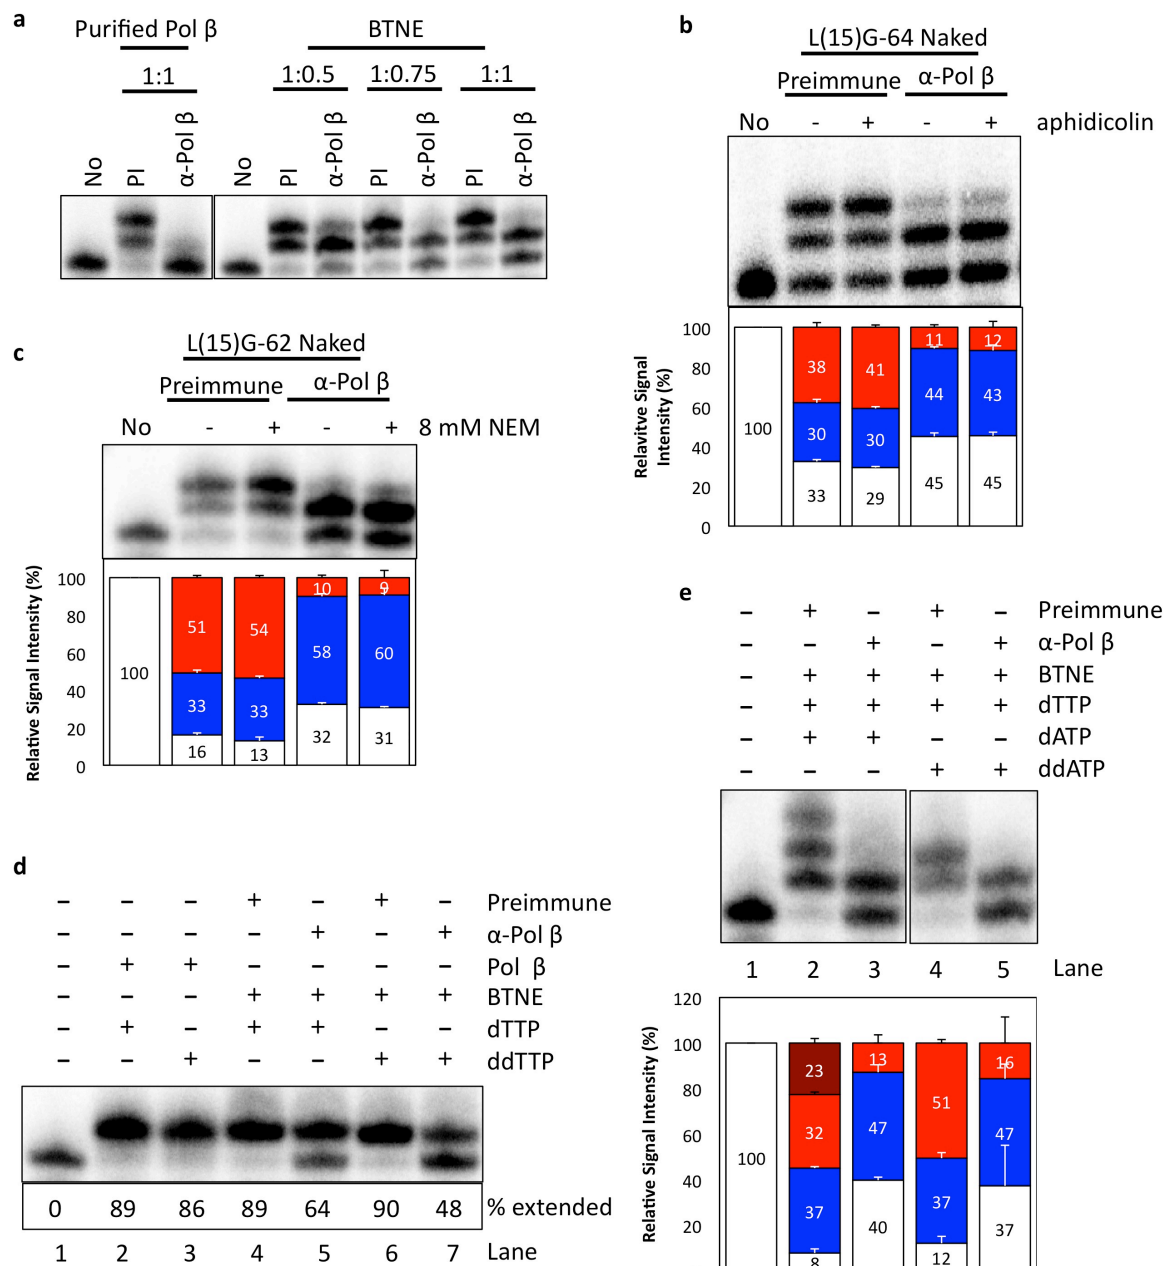 a
Purified Pol β
BTNE
1:1
1:0.5
1:0.75
1:1
No
PI
α-Pol β
No
PI
α-Pol β
PI
α-Pol β
PI
α-Pol β
b
L(15)G-64 Naked
Preimmune
α-Pol β
No - + - + aphidicolin
Relavitve Signal
Intensity (%)
100
80
60
40
20
0
100
38
30
33
41
30
29
11
44
45
12
43
45
c
L(15)G-62 Naked
Preimmune
α-Pol β
No - + - + 8 mM NEM
Relative Signal Intensity (%)
100
80
60
40
20
0
100
51
33
16
54
33
13
10
58
32
9
60
31
d
– – – + – + – Preimmune
– – – – + – + α-Pol β
– + + – – – – Pol β
– – – + + + + BTNE
– + – + + – – dTTP
– – + – – + + ddTTP
0 89 86 89 64 90 48 % extended
1 2 3 4 5 6 7 Lane
e
– + – + – Preimmune
– – + – + α-Pol β
– + + + + BTNE
– + + + + dTTP
– + + – – dATP
– – – + + ddATP
1 2 3 4 5 Lane
Relative Signal Intensity (%)
120
100
80
60
40
20
100
23
32
37
8
13
47
40
51
37
12
16
47
37